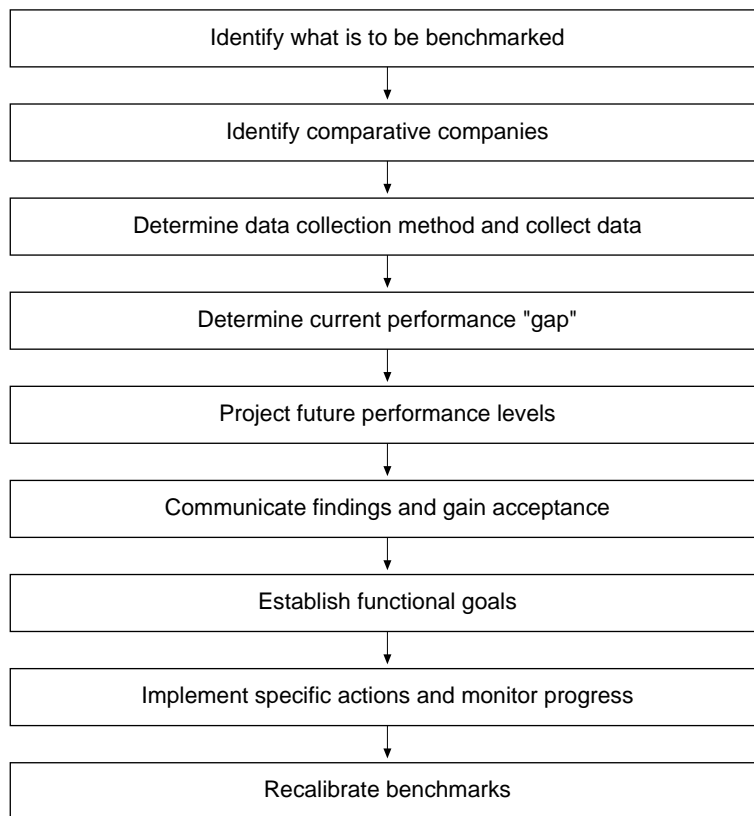 Identify what is to be benchmarked
Identify comparative companies
Determine data collection method and collect data
Determine current performance "gap"
Project future performance levels
Communicate findings and gain acceptance
Establish functional goals
Implement specific actions and monitor progress
Recalibrate benchmarks